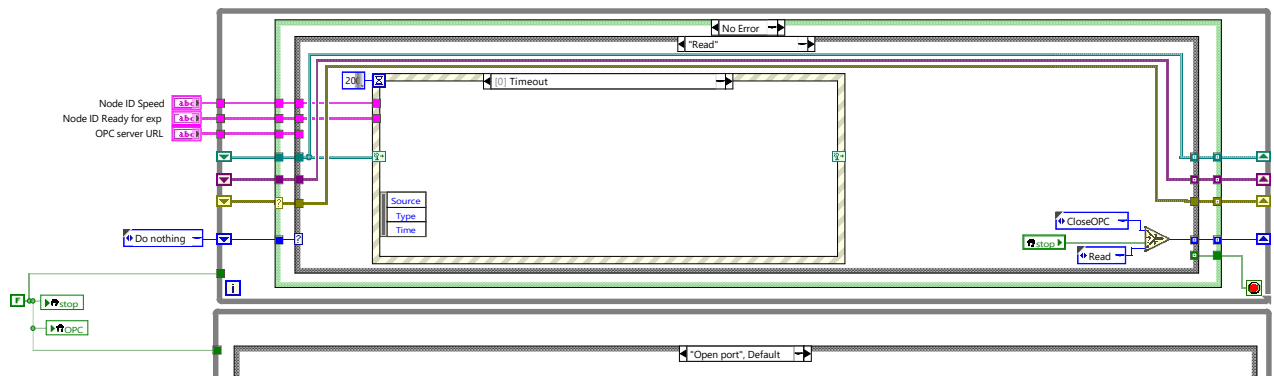 No Error
"Read"
20
[0] Timeout
Node ID Speed
abc
Node ID Ready for exp
abc
OPC server URL
abc
Source
Type
Time
?
CloseOPC
Do nothing
?
stop
Read
i
F
stop
OPC
"Open port", Default